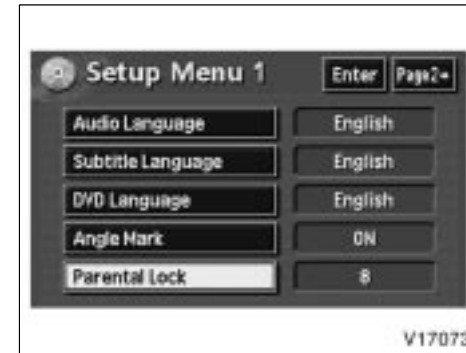 Setup Menu 1 Enter Page2→
Audio Language English
Subtitle Language English
DVD Language English
Angle Mark ON
Parental Lock 8
V17073